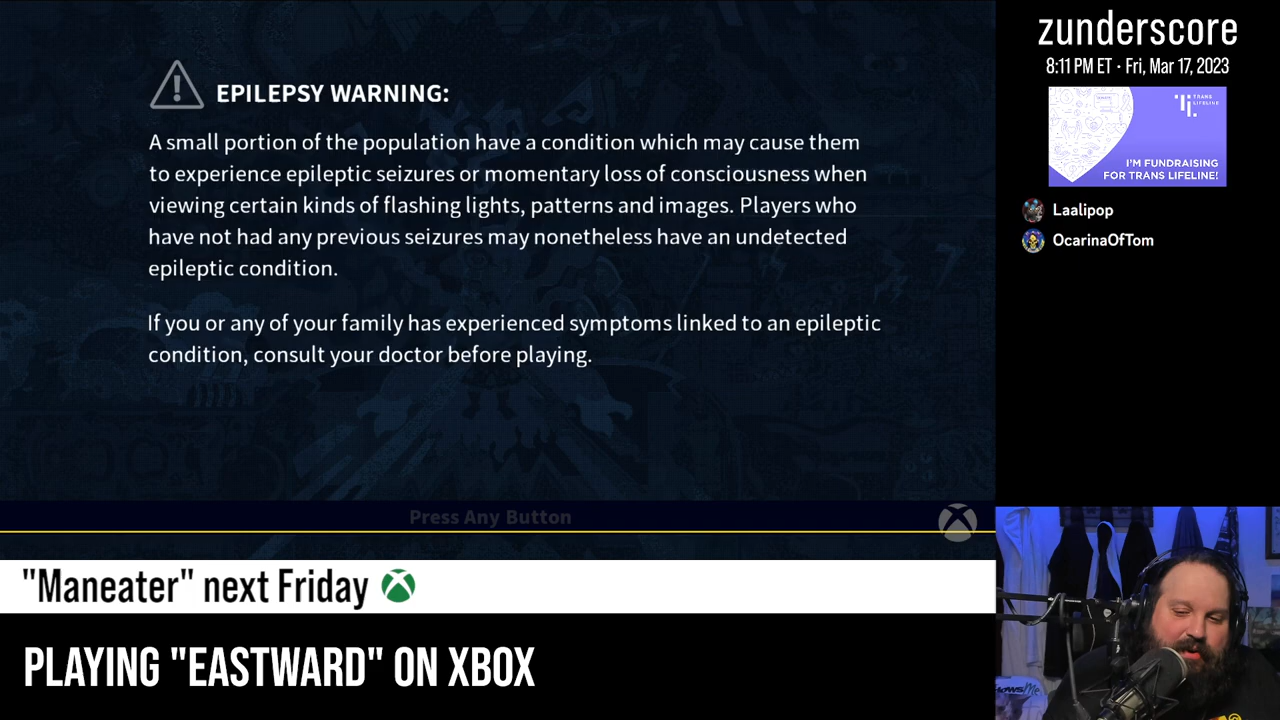 EPILEPSY WARNING:
A small portion of the population have a condition which may cause them
to experience epileptic seizures or momentary loss of consciousness when
viewing certain kinds of flashing lights, patterns and images. Players who
have not had any previous seizures may nonetheless have an undetected
epileptic condition.
If you or any of your family has experienced symptoms linked to an epileptic
condition, consult your doctor before playing.
Press Any Button
"Maneater" next Friday
PLAYING "EASTWARD" ON XBOX
zunderscore
8:11 PM ET · Fri, Mar 17, 2023
TRANS
LIFELINE
I'M FUNDRAISING
FOR TRANS LIFELINE!
Laalipop
OcarinaOfTom